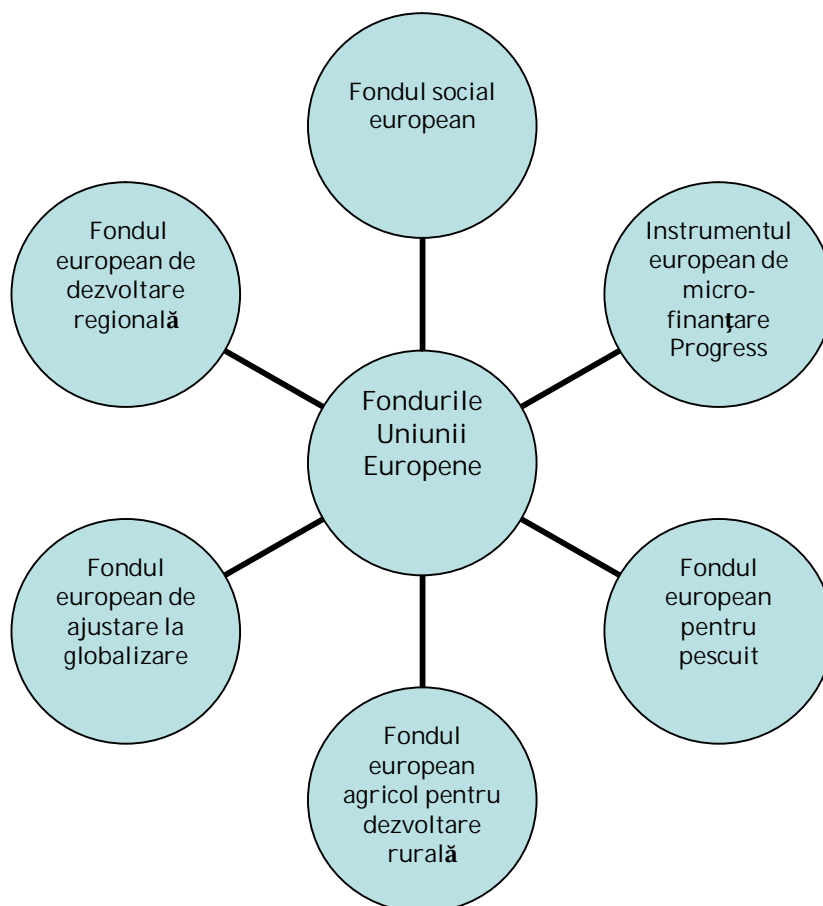 Fondul social
european
Fondul
european de
dezvoltare
regională
Instrumentul
european de
micro-
finanţare
Progress
Fondurile
Uniunii
Europene
Fondul
european de
ajustare la
globalizare
Fondul
european
pentru
pescuit
Fondul
european
agricol pentru
dezvoltare
rurală